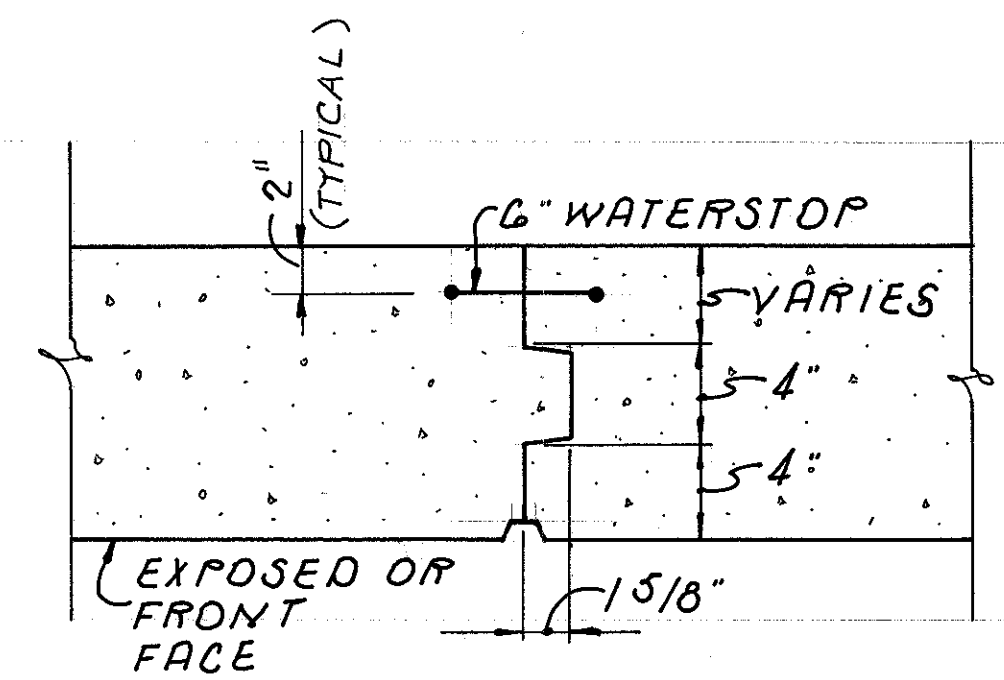 2"
(TYPICAL)
6" WATERSTOP
VARIES
4"
4"
EXPOSED OR
FRONT
FACE
1 5/8"